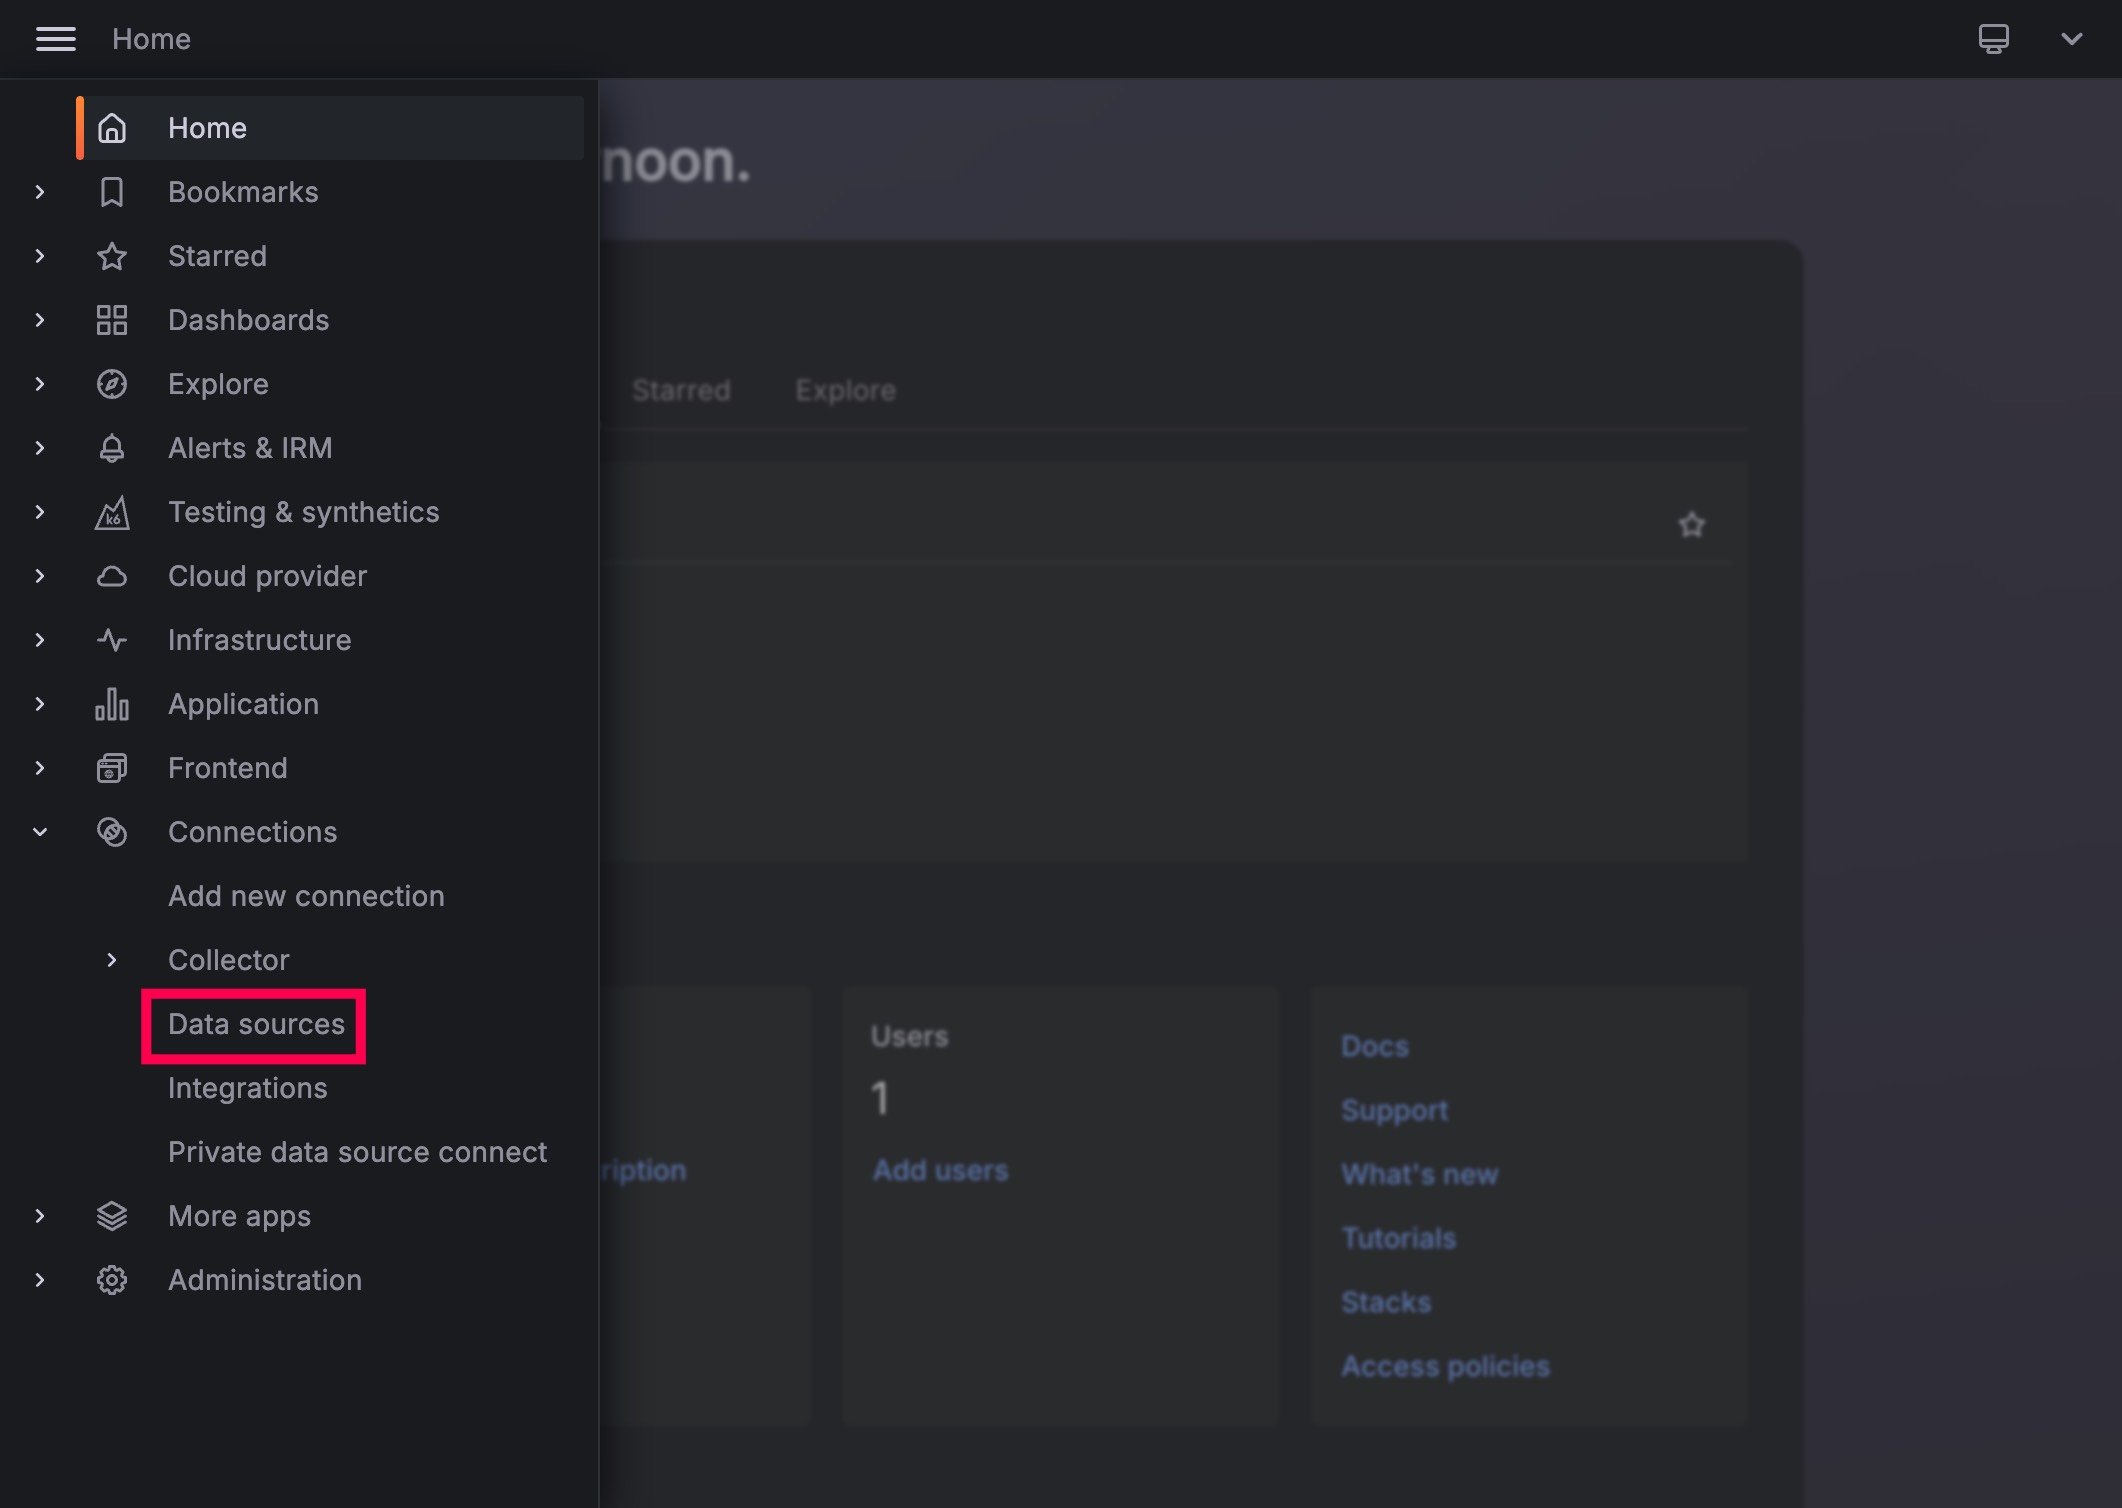 Home
Home
Bookmarks
Starred
Dashboards
Explore
Alerts & IRM
k6
Testing & synthetics
Cloud provider
Infrastructure
Application
Frontend
Connections
Add new connection
Collector
Data sources
Integrations
Private data source connect
More apps
Administration
noon.
Starred Explore
ription
Users
1
Add users
Docs
Support
What's new
Tutorials
Stacks
Access policies